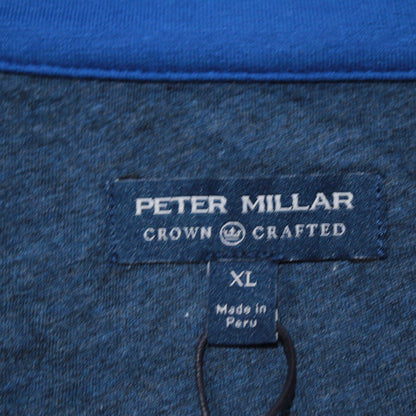 PETER MILLAR
CROWN CRAFTED
XL
Made in
Peru